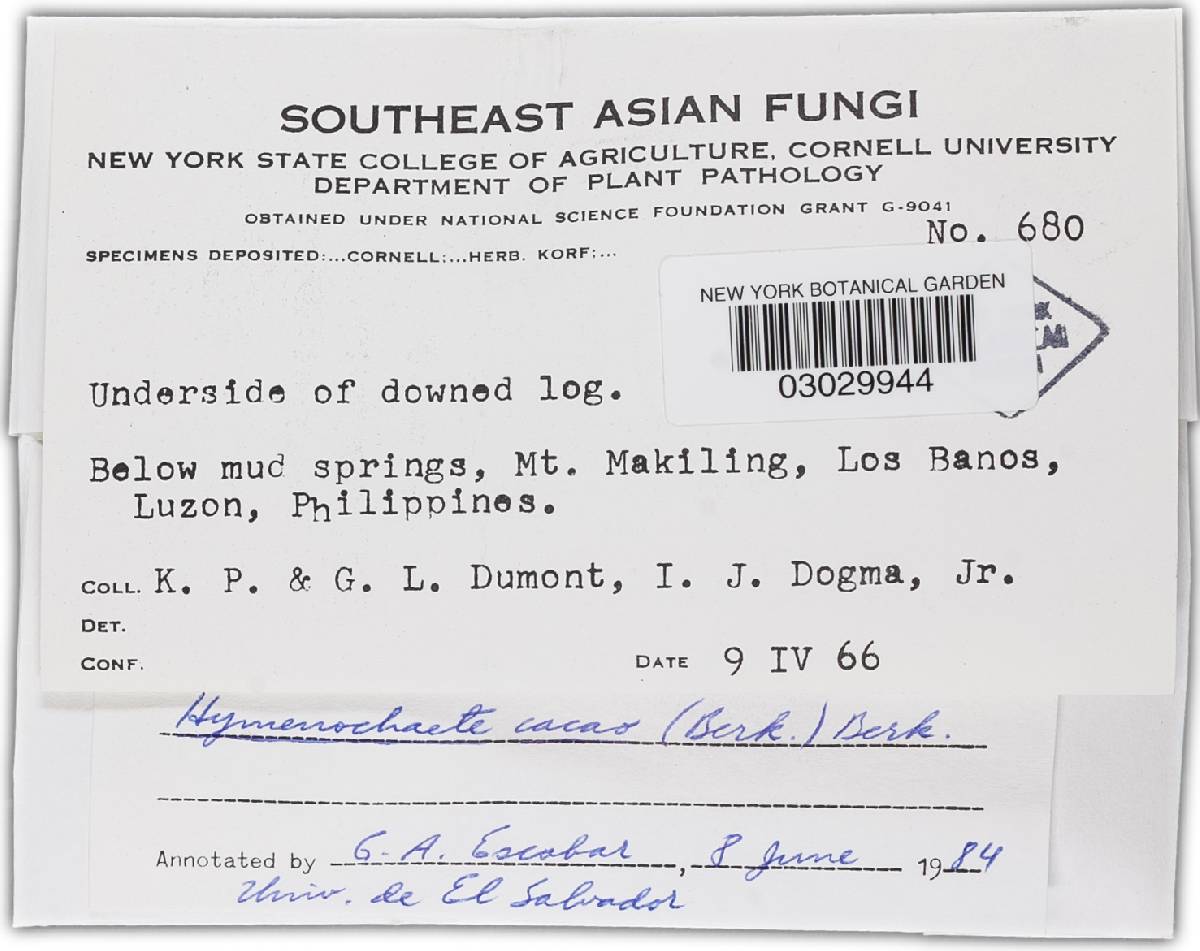 SOUTHEAST ASIAN FUNGI
NEW YORK STATE COLLEGE OF AGRICULTURE, CORNELL UNIVERSITY
DEPARTMENT OF PLANT PATHOLOGY
OBTAINED UNDER NATIONAL SCIENCE FOUNDATION GRANT G-9041
No. 680
SPECIMENS DEPOSITED:...CORNELL;...HERB. KORF;...
NEW YORK BOTANICAL GARDEN
03029944
Underside of downed log.
Below mud springs, Mt. Makiling, Los Banos,
Luzon, Philippines.
COLL. K. P. & G. L. Dumont, I. J. Dogma, Jr.
DET.
CONF.
DATE 9 IV 66
Hymenochaete cacao (Berk.) Berk.
Annotated by G. A. Escobar, 8 June 1984
Univ. de El Salvador